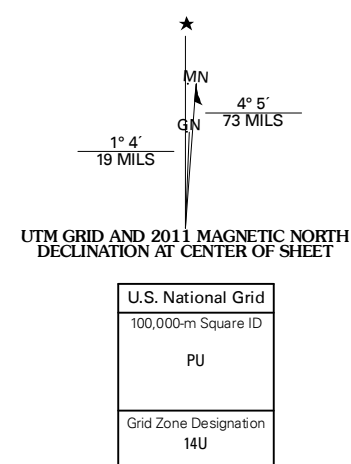 MN
4° 5´
73 MILS
GN
1° 4´
19 MILS
UTM GRID AND 2011 MAGNETIC NORTH
DECLINATION AT CENTER OF SHEET
U.S. National Grid
100,000-m Square ID
PU
Grid Zone Designation
14U